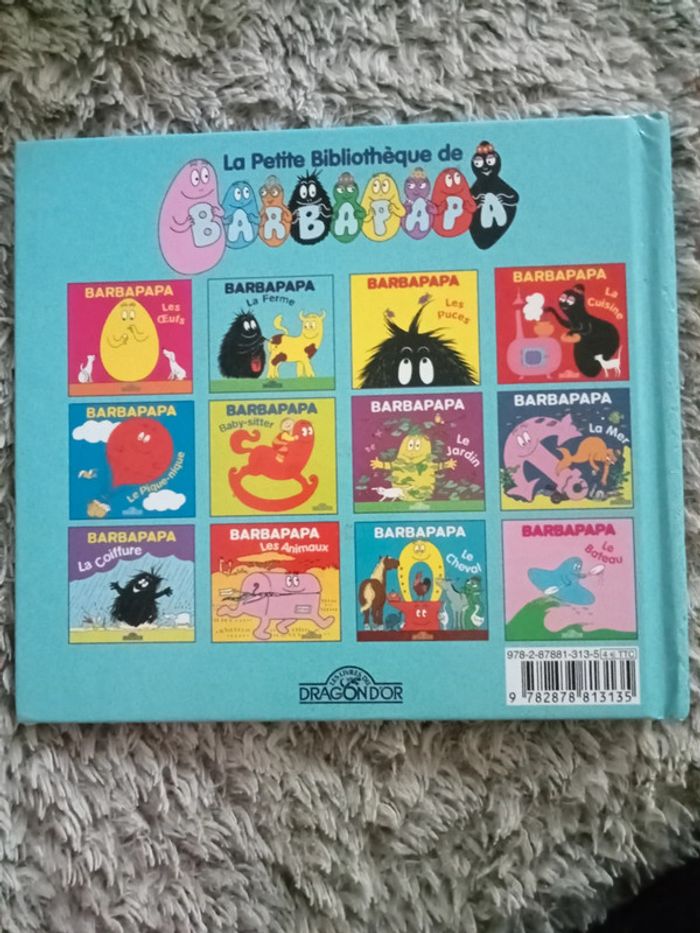 La Petite Bibliothèque de
BARBAPAPA
BARBAPAPA
Les
Œufs
BARBAPAPA
La Ferme
BARBAPAPA
Les
Puces
BARBAPAPA
La
Cuisine
BARBAPAPA
Le Pique-nique
BARBAPAPA
Baby-sitter
BARBAPAPA
Le
Jardin
BARBAPAPA
La Mer
BARBAPAPA
La Coiffure
BARBAPAPA
Les Animaux
BARBAPAPA
Le
Cheval
BARBAPAPA
Le
Bateau
LES LIVRES DU
DRAGON D'OR
978-2-87881-313-5 4 € TTC
9 782878 813135